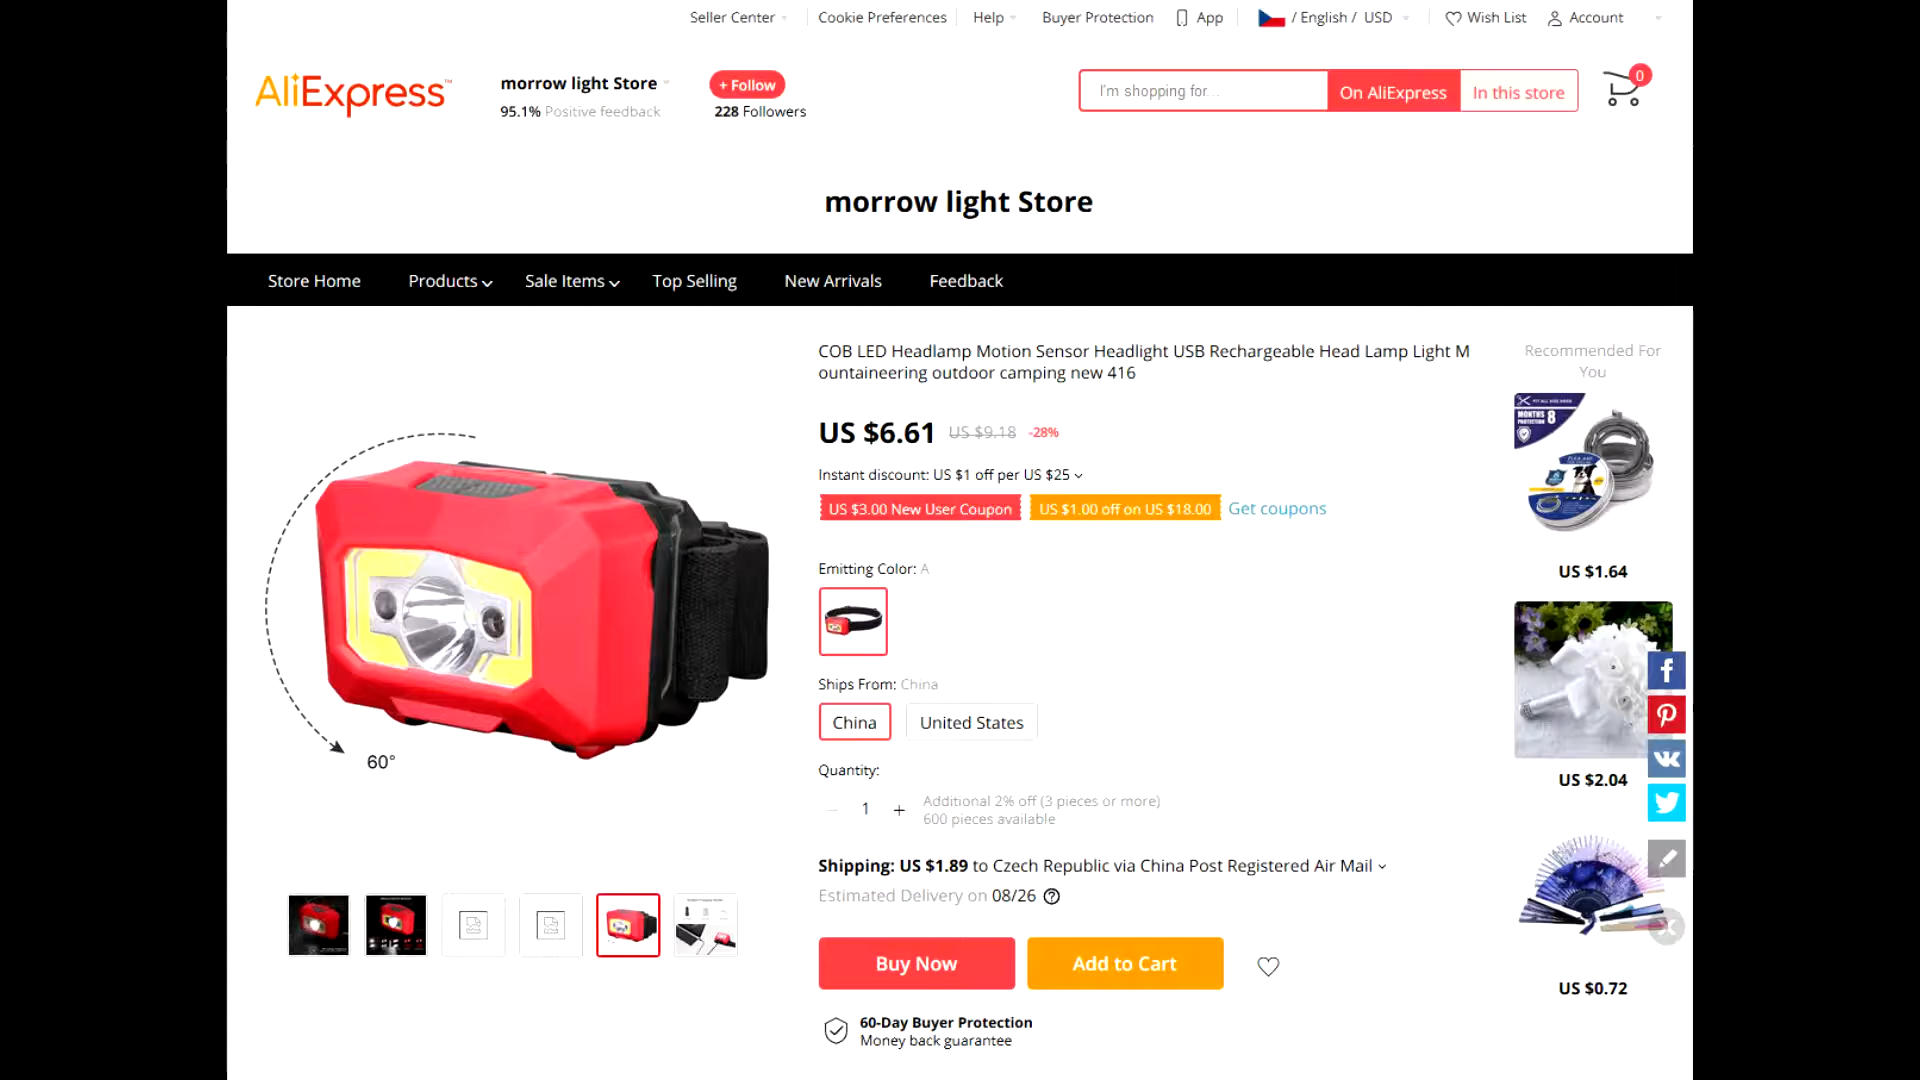 Seller Center
Cookie Preferences
Help
Buyer Protection
App
/ English / USD
Wish List
Account
AliExpress™
morrow light Store
95.1% Positive feedback
+ Follow
228 Followers
I'm shopping for...
On AliExpress
In this store
0
morrow light Store
Store Home
Products
Sale Items
Top Selling
New Arrivals
Feedback
COB LED Headlamp Motion Sensor Headlight USB Rechargeable Head Lamp Light M
ountaineering outdoor camping new 416
US $6.61 US $9.18 -28%
Instant discount: US $1 off per US $25
US $3.00 New User Coupon
US $1.00 off on US $18.00
Get coupons
Emitting Color: A
Ships From: China
China
United States
Quantity:
1
Additional 2% off (3 pieces or more)
600 pieces available
Shipping: US $1.89 to Czech Republic via China Post Registered Air Mail
Estimated Delivery on 08/26
Buy Now
Add to Cart
60-Day Buyer Protection
Money back guarantee
60°
Recommended For
You
MONTHS 8
PROTECTION
US $1.64
US $2.04
US $0.72